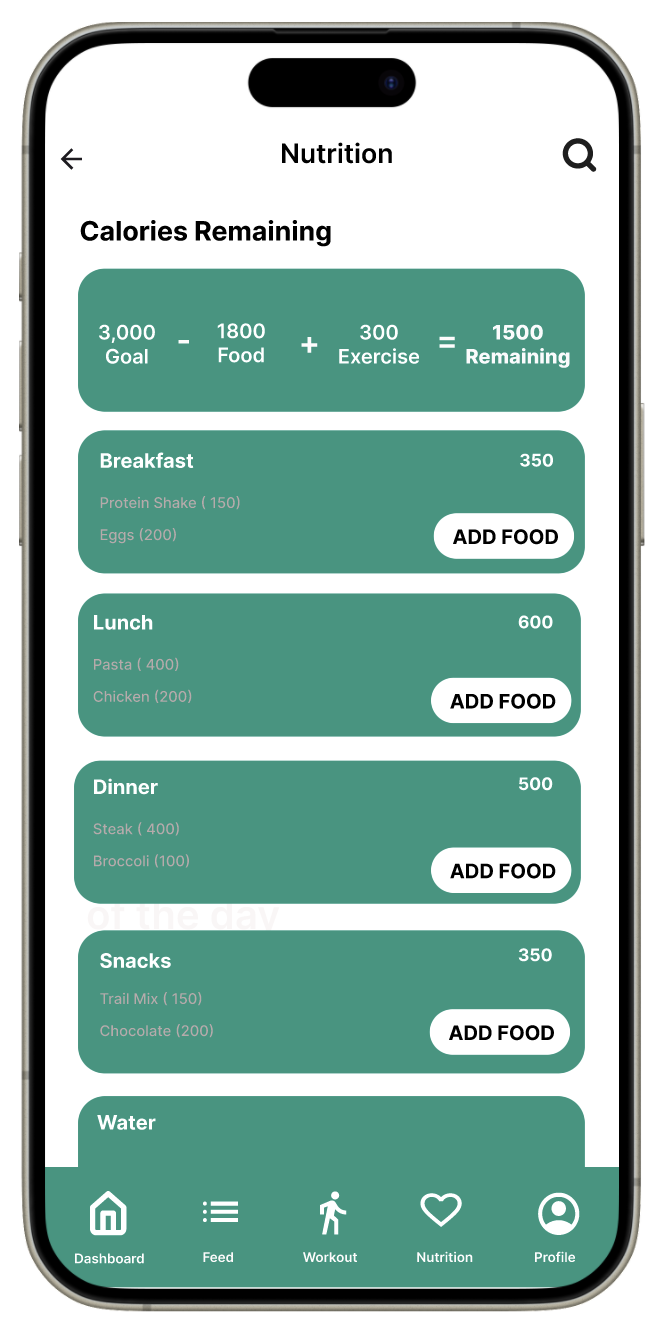 Nutrition
Calories Remaining
3,000 - 1800 + 300 = 1500
Goal Food Exercise Remaining
Breakfast 350
Protein Shake ( 150)
Eggs (200)
ADD FOOD
Lunch 600
Pasta ( 400)
Chicken (200)
ADD FOOD
Dinner 500
Steak ( 400)
Broccoli (100)
ADD FOOD
of the day
Snacks 350
Trail Mix ( 150)
Chocolate (200)
ADD FOOD
Water
Dashboard Feed Workout Nutrition Profile